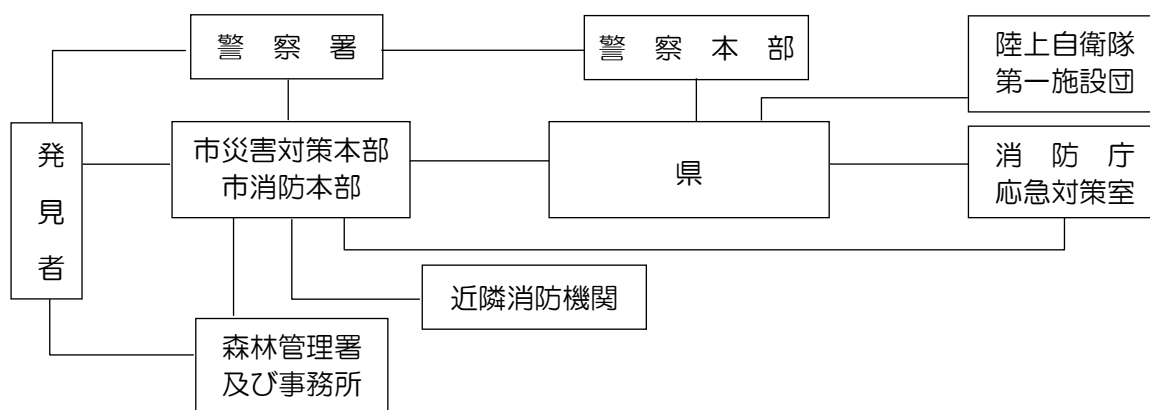 警察署
警察本部
陸上自衛隊
第一施設団
発見者
市災害対策本部
市消防本部
県
消防庁
応急対策室
近隣消防機関
森林管理署
及び事務所